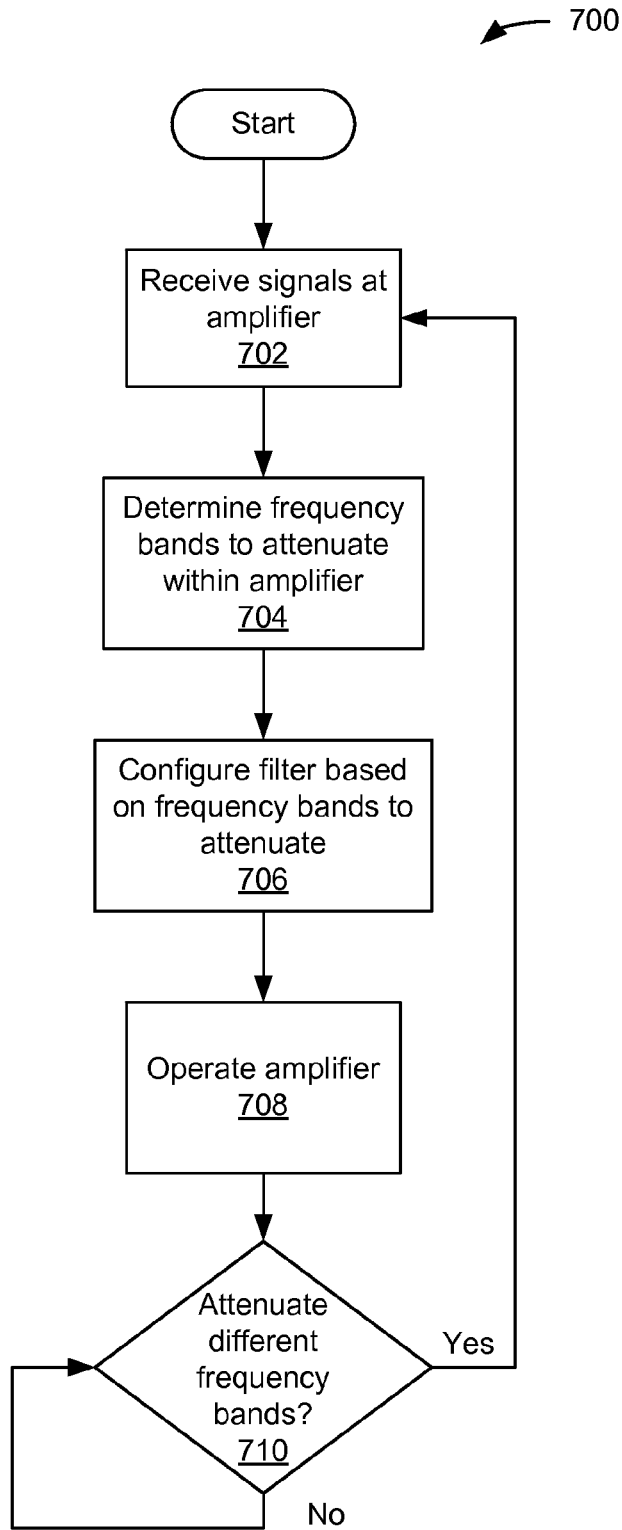 700
Start
Receive signals at
amplifier
702
Determine frequency
bands to attenuate
within amplifier
704
Configure filter based
on frequency bands to
attenuate
706
Operate amplifier
708
Attenuate
different
frequency
bands?
710
Yes
No